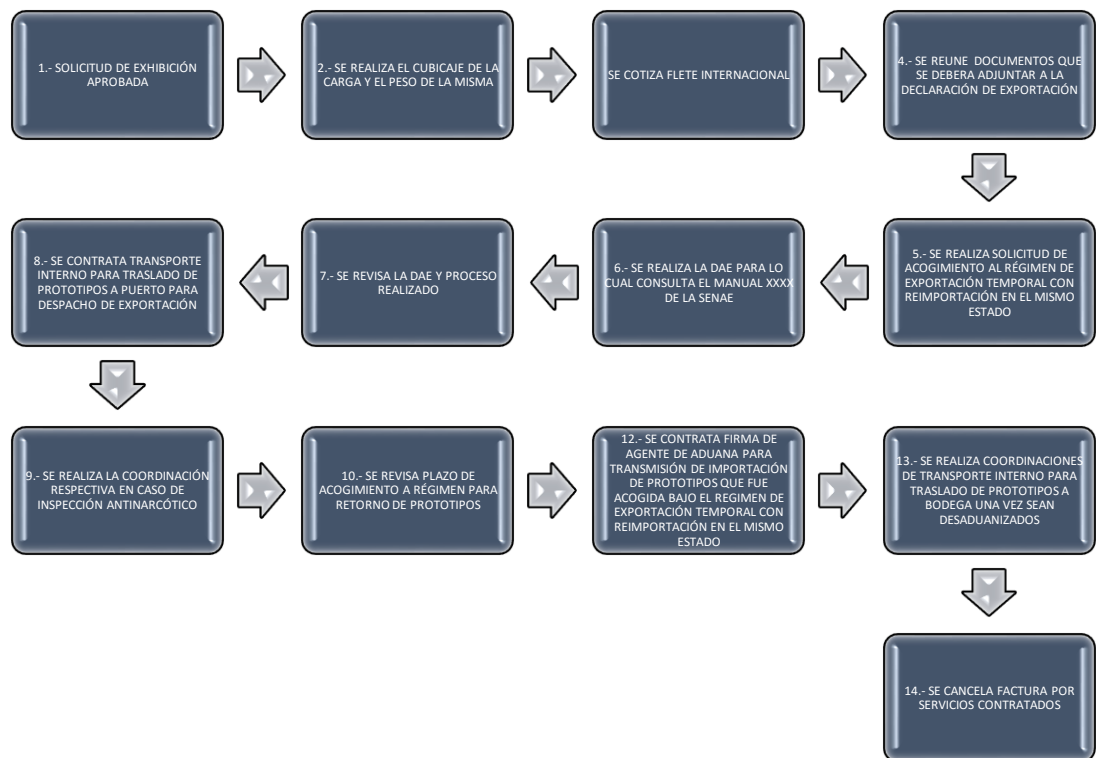 1.- SOLICITUD DE EXHIBICIÓN
APROBADA
2.- SE REALIZA EL CUBICAJE DE LA
CARGA Y EL PESO DE LA MISMA
SE COTIZA FLETE INTERNACIONAL
4.- SE REUNE DOCUMENTOS QUE
SE DEBERA ADJUNTAR A LA
DECLARACIÓN DE EXPORTACIÓN
5.- SE REALIZA SOLICITUD DE
ACOGIMIENTO AL RÉGIMEN DE
EXPORTACIÓN TEMPORAL CON
REIMPORTACIÓN EN EL MISMO
ESTADO
6.- SE REALIZA LA DAE PARA LO
CUAL CONSULTA EL MANUAL XXXX
DE LA SENAE
7.- SE REVISA LA DAE Y PROCESO
REALIZADO
8.- SE CONTRATA TRANSPORTE
INTERNO PARA TRASLADO DE
PROTOTIPOS A PUERTO PARA
DESPACHO DE EXPORTACIÓN
9.- SE REALIZA LA COORDINACIÓN
RESPECTIVA EN CASO DE
INSPECCIÓN ANTINARCÓTICO
10.- SE REVISA PLAZO DE
ACOGIMIENTO A RÉGIMEN PARA
RETORNO DE PROTOTIPOS
12.- SE CONTRATA FIRMA DE
AGENTE DE ADUANA PARA
TRANSMISIÓN DE IMPORTACIÓN
DE PROTOTIPOS QUE FUE
ACOGIDA BAJO EL REGIMEN DE
EXPORTACIÓN TEMPORAL CON
REIMPORTACIÓN EN EL MISMO
ESTADO
13.- SE REALIZA COORDINACIONES
DE TRANSPORTE INTERNO PARA
TRASLADO DE PROTOTIPOS A
BODEGA UNA VEZ SEAN
DESADUANIZADOS
14.- SE CANCELA FACTURA POR
SERVICIOS CONTRATADOS